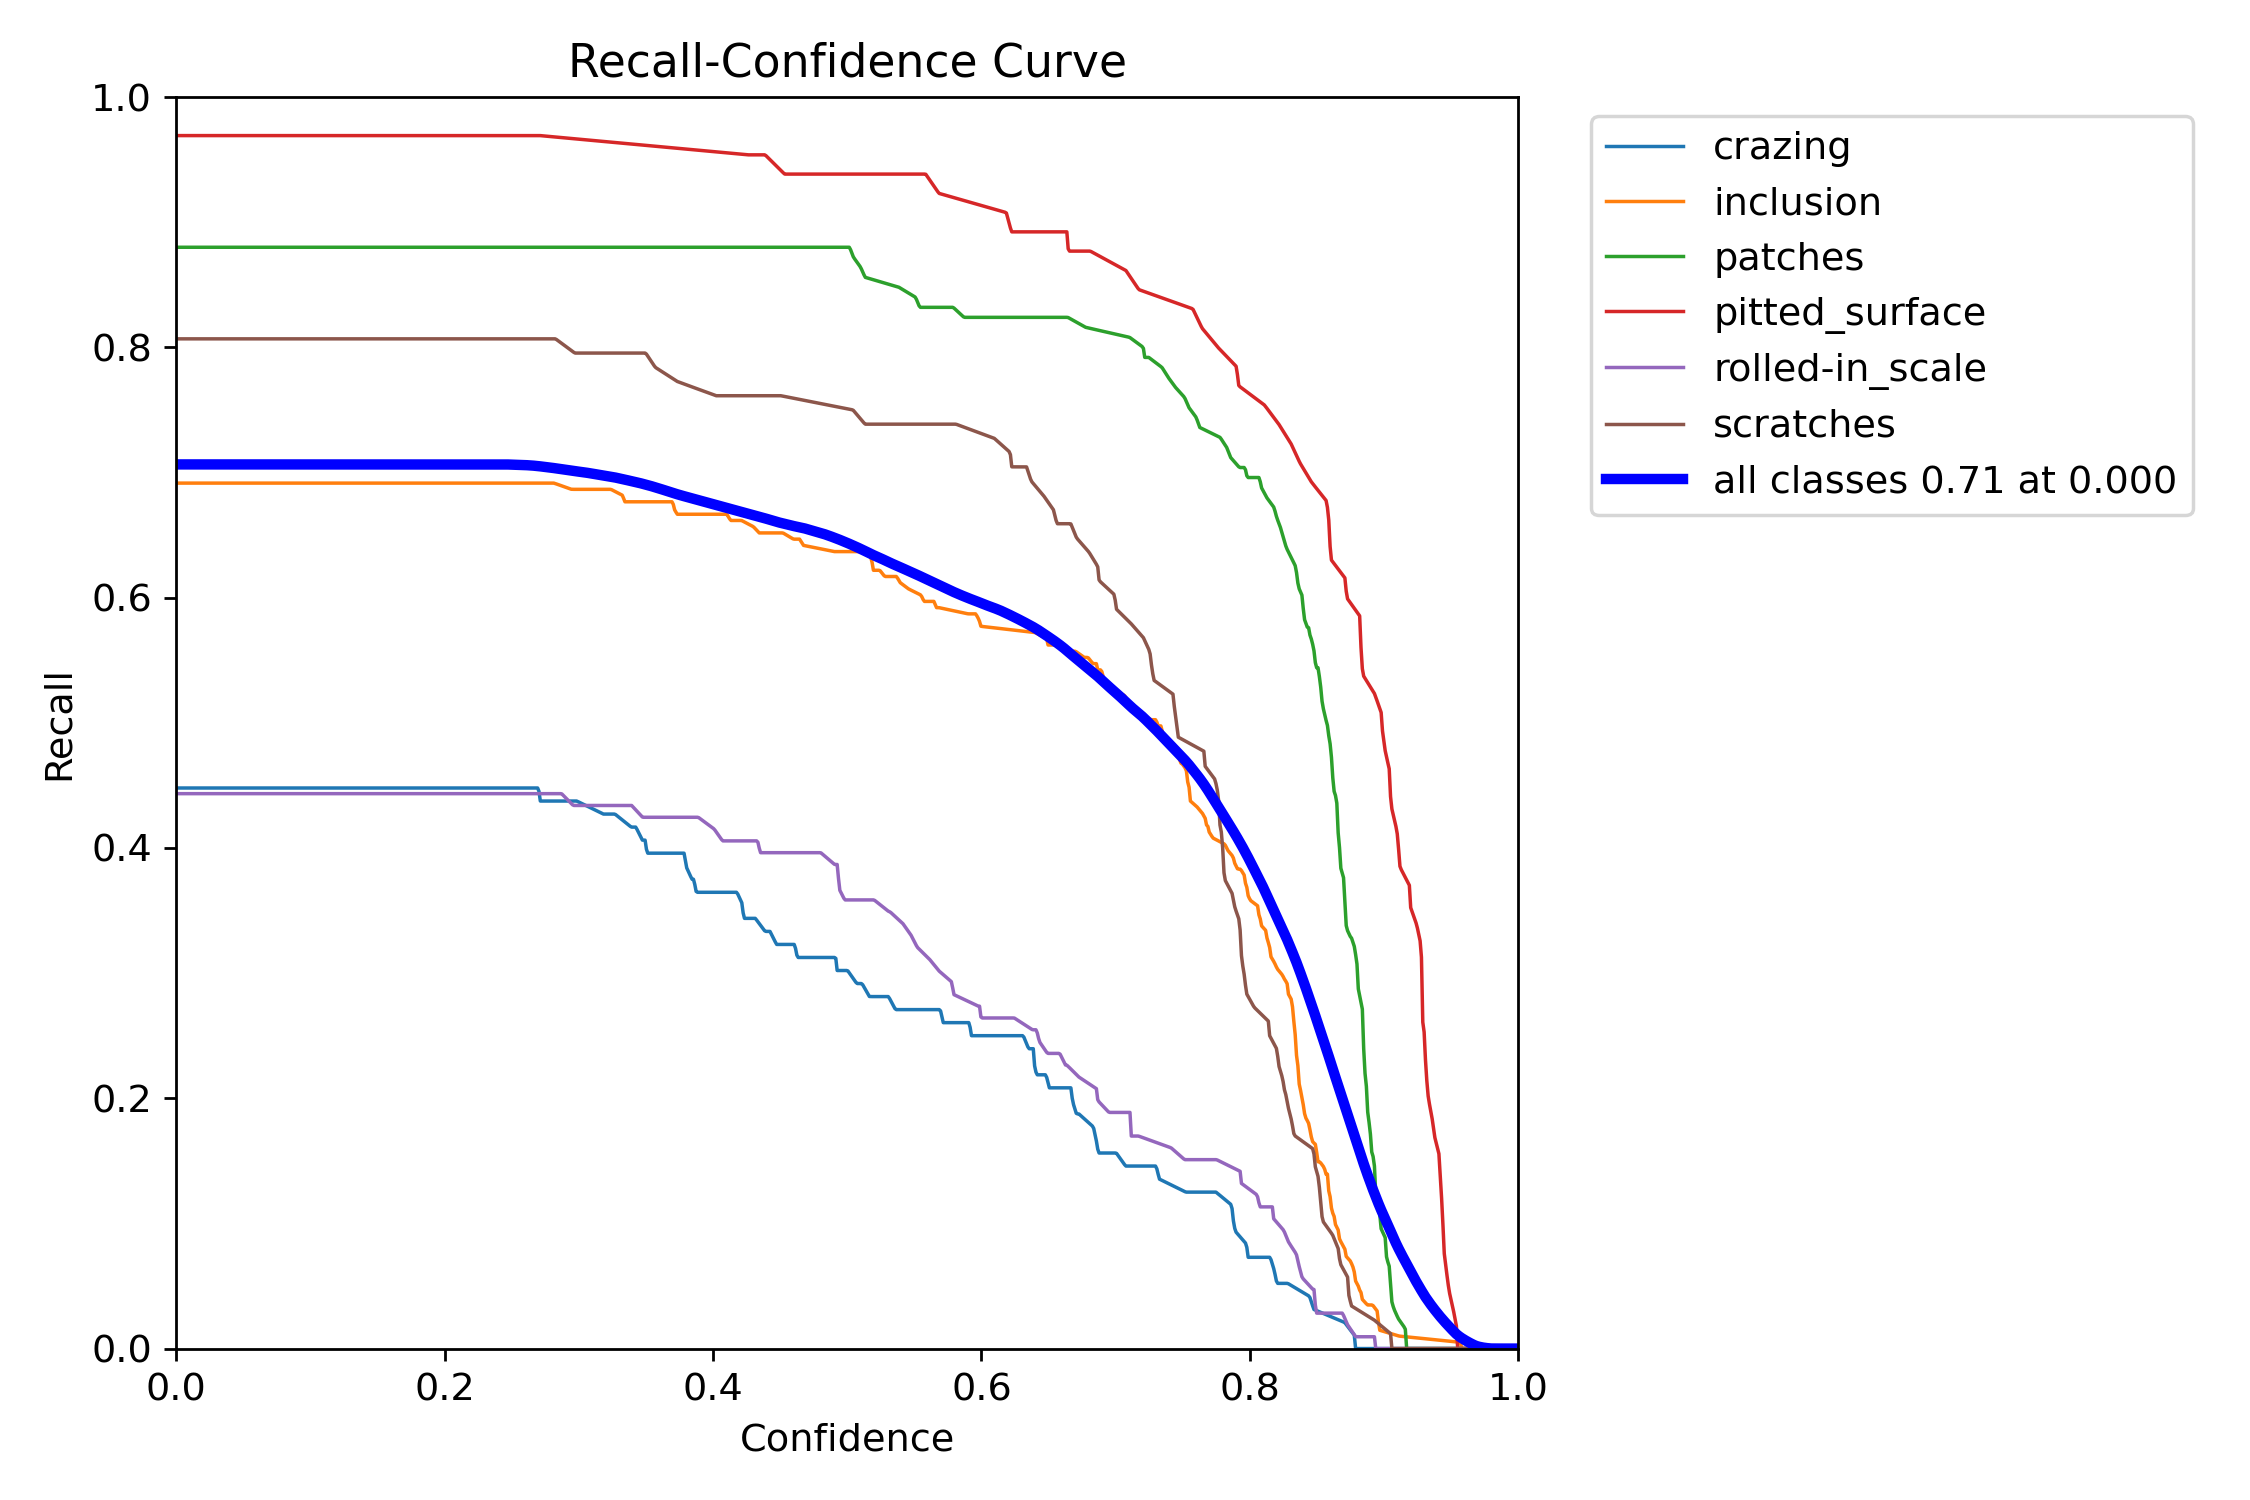 Recall-Confidence Curve
1.0
0.8
0.6
0.4
0.2
0.0
Recall
0.0 0.2 0.4 0.6 0.8 1.0
Confidence
crazing
inclusion
patches
pitted_surface
rolled-in_scale
scratches
all classes 0.71 at 0.000